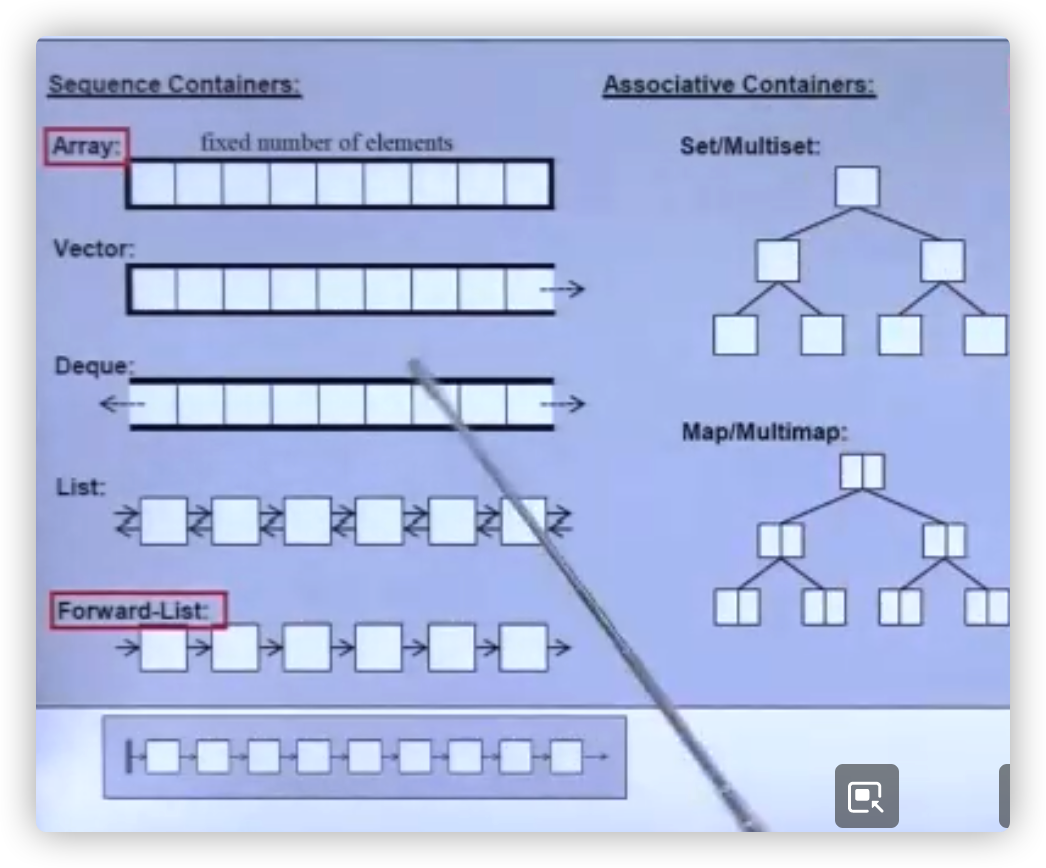 Sequence Containers:
Array:
fixed number of elements
Vector:
Deque:
List:
Forward-List:
Associative Containers:
Set/Multiset:
Map/Multimap: